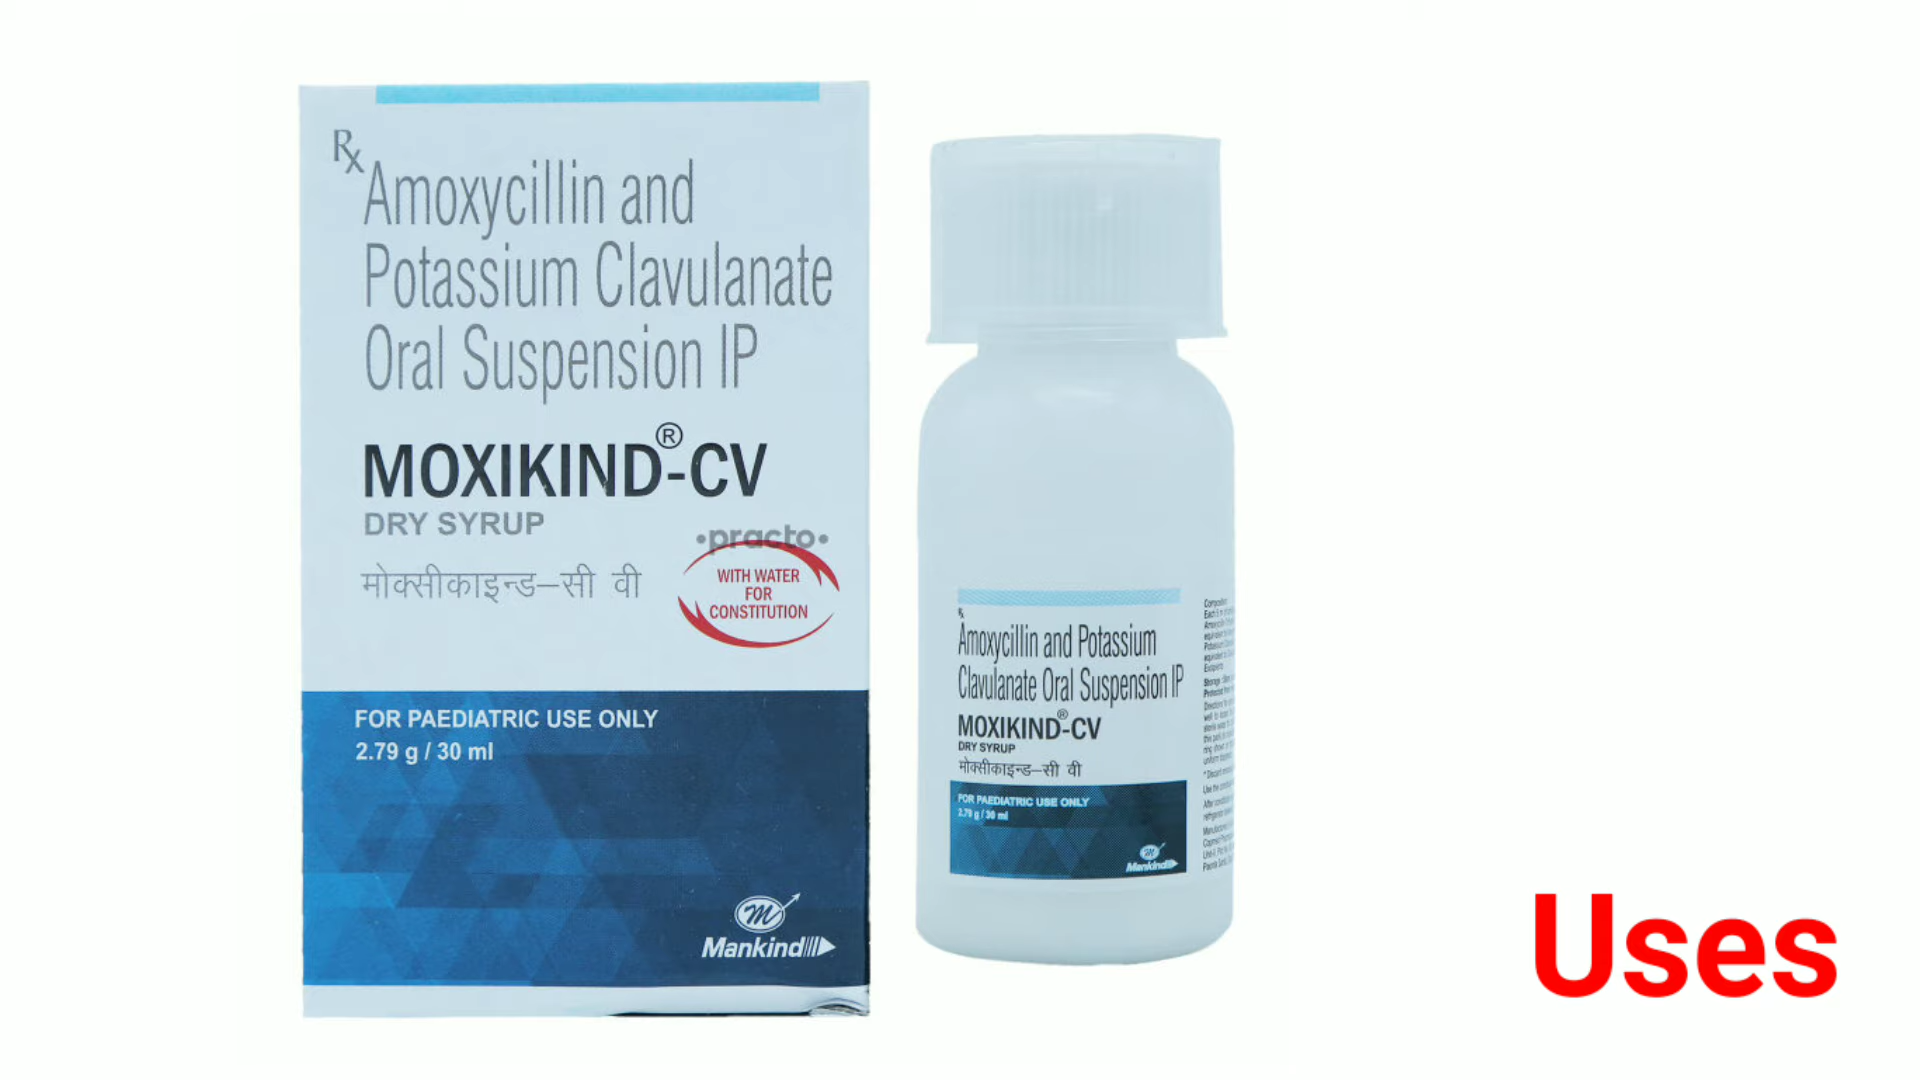 Rx
Amoxycillin and
Potassium Clavulanate
Oral Suspension IP
MOXIKIND®-CV
DRY SYRUP
मोक्सीकाइन्ड–सी वी
•practo•
WITH WATER
FOR
CONSTITUTION
FOR PAEDIATRIC USE ONLY
2.79 g / 30 ml
Mankind
Rx
Amoxycillin and Potassium
Clavulanate Oral Suspension IP
MOXIKIND®-CV
DRY SYRUP
मोक्सीकाइन्ड–सी वी
FOR PAEDIATRIC USE ONLY
2.79 g / 30 ml
Mankind
Uses